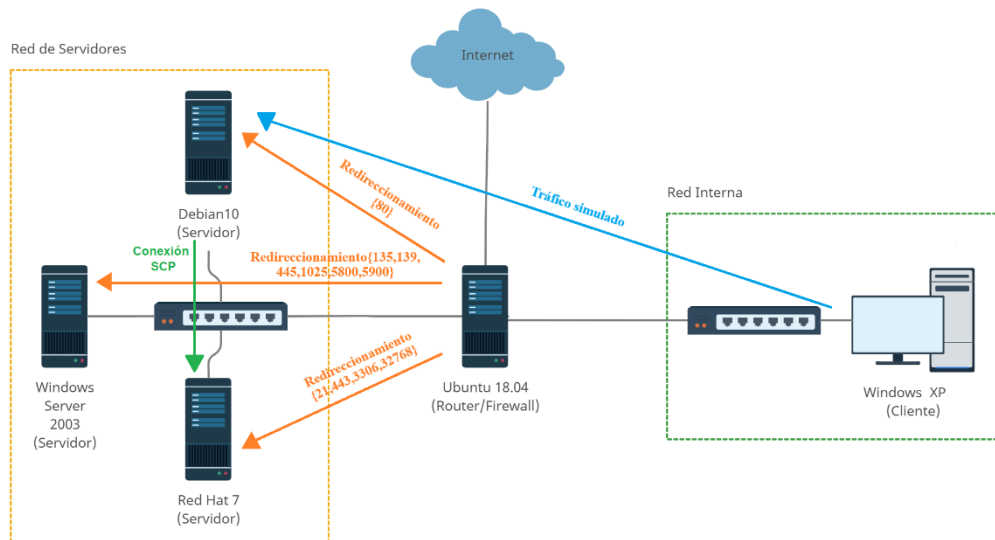 Internet
Red de Servidores
Redireccionamiento
{80}
Tráfico simulado
Red Interna
Debian10
(Servidor)
Conexión
SCP
Redireccionamiento{135,139,
445,1025,5800,5900}
Redireccionamiento
{21,443,3306,32768}
Windows
Server
2003
(Servidor)
Ubuntu 18.04
(Router/Firewall)
Windows XP
(Cliente)
Red Hat 7
(Servidor)